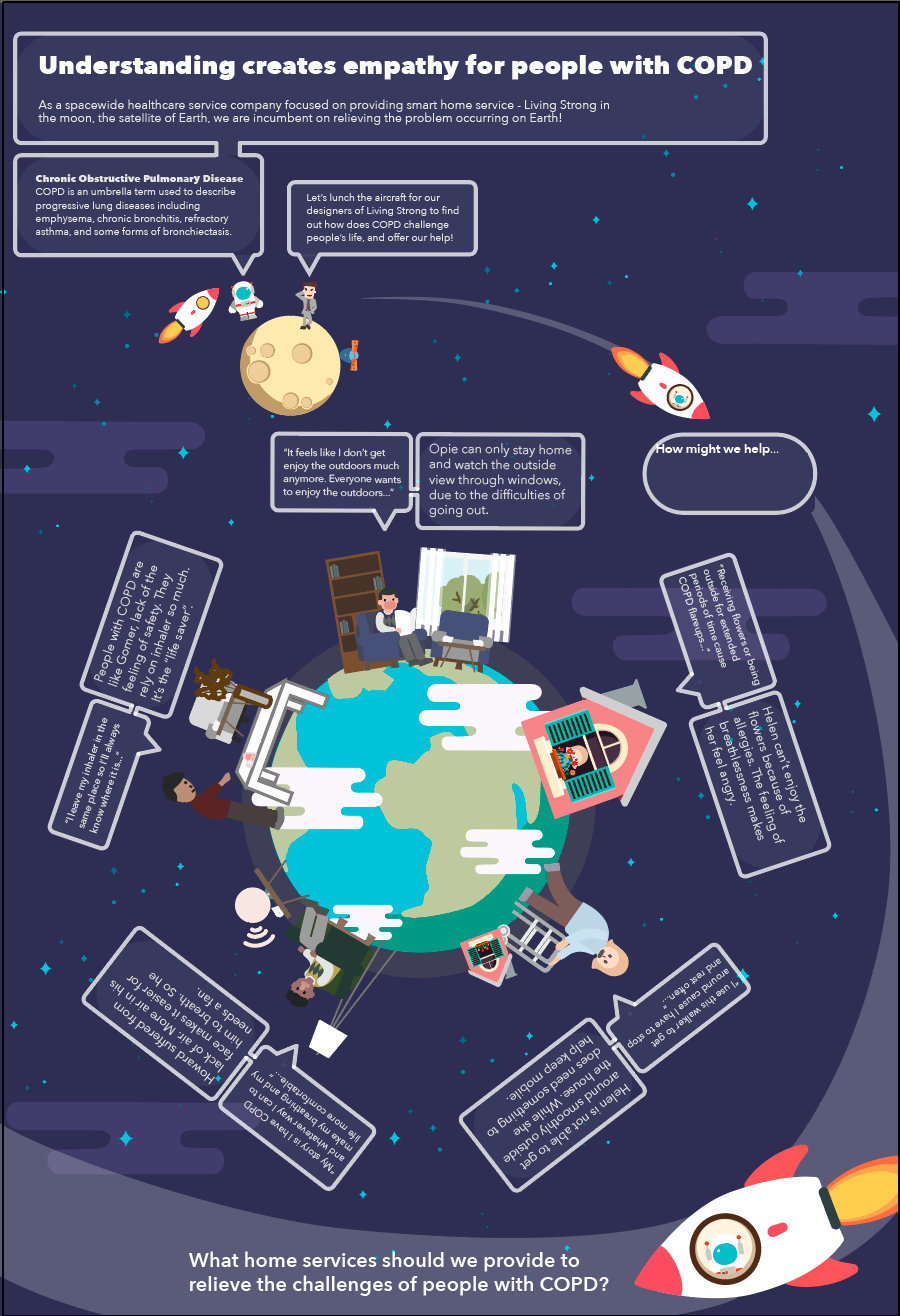 Understanding creates empathy for people with COPD
As a spacewide healthcare service company focused on providing smart home service - Living Strong in
the moon, the satellite of Earth, we are incumbent on relieving the problem occurring on Earth!
Chronic Obstructive Pulmonary Disease
COPD is an umbrella term used to describe
progressive lung diseases including
emphysema, chronic bronchitis, refractory
asthma, and some forms of bronchiectasis.
Let's lunch the aircraft for our
designers of Living Strong to find
out how does COPD challenge
people's life, and offer our help!
"It feels like I don't get
enjoy the outdoors much
anymore. Everyone wants
to enjoy the outdoors..."
Opie can only stay home
and watch the outside
view through windows,
due to the difficulties of
going out.
How might we help...
People with COPD are
like Gomer, lack of the
feeling of safety. They
rely on inhaler so much.
It's the "life saver".
"I leave my inhaler in the
same place so I'll always
know where it is..."
"Receiving flowers or being
outside for extended
periods of time cause
COPD flareups..."
Helen can't enjoy the
flowers because of
allergies. The feeling of
breathlessness makes
her feel angry.
Howard suffered from
lack of air. More air in his
face makes it easier for
him to breath. So he
needs a fan.
"My story is I have COPD
and whatever way I can to
make my breathing and my
life more comfortable..."
"I use this walker to get
around cause I have to stop
and rest often..."
Helen is not able to get
around smoothly outside
the house. While she
does need something to
help keep mobile.
What home services should we provide to
relieve the challenges of people with COPD?